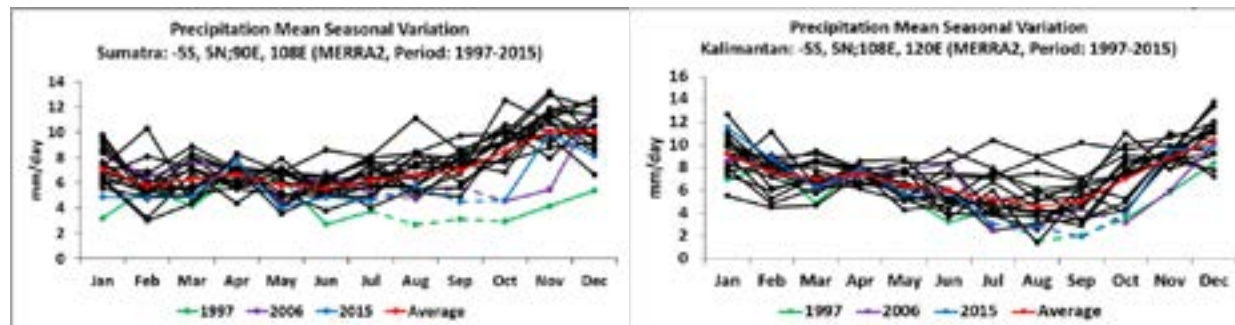 Precipitation Mean Seasonal Variation
Sumatra: -5S, 5N;90E, 108E (MERRA2, Period: 1997-2015)
mm/day
14
12
10
8
6
4
2
0
Jan Feb Mar Apr May Jun Jul Aug Sep Oct Nov Dec
1997 2006 2015 Average
Precipitation Mean Seasonal Variation
Kalimantan: -5S, 5N;108E, 120E (MERRA2, Period: 1997-2015)
mm/day
16
14
12
10
8
6
4
2
0
Jan Feb Mar Apr May Jun Jul Aug Sep Oct Nov Dec
1997 2006 2015 Average